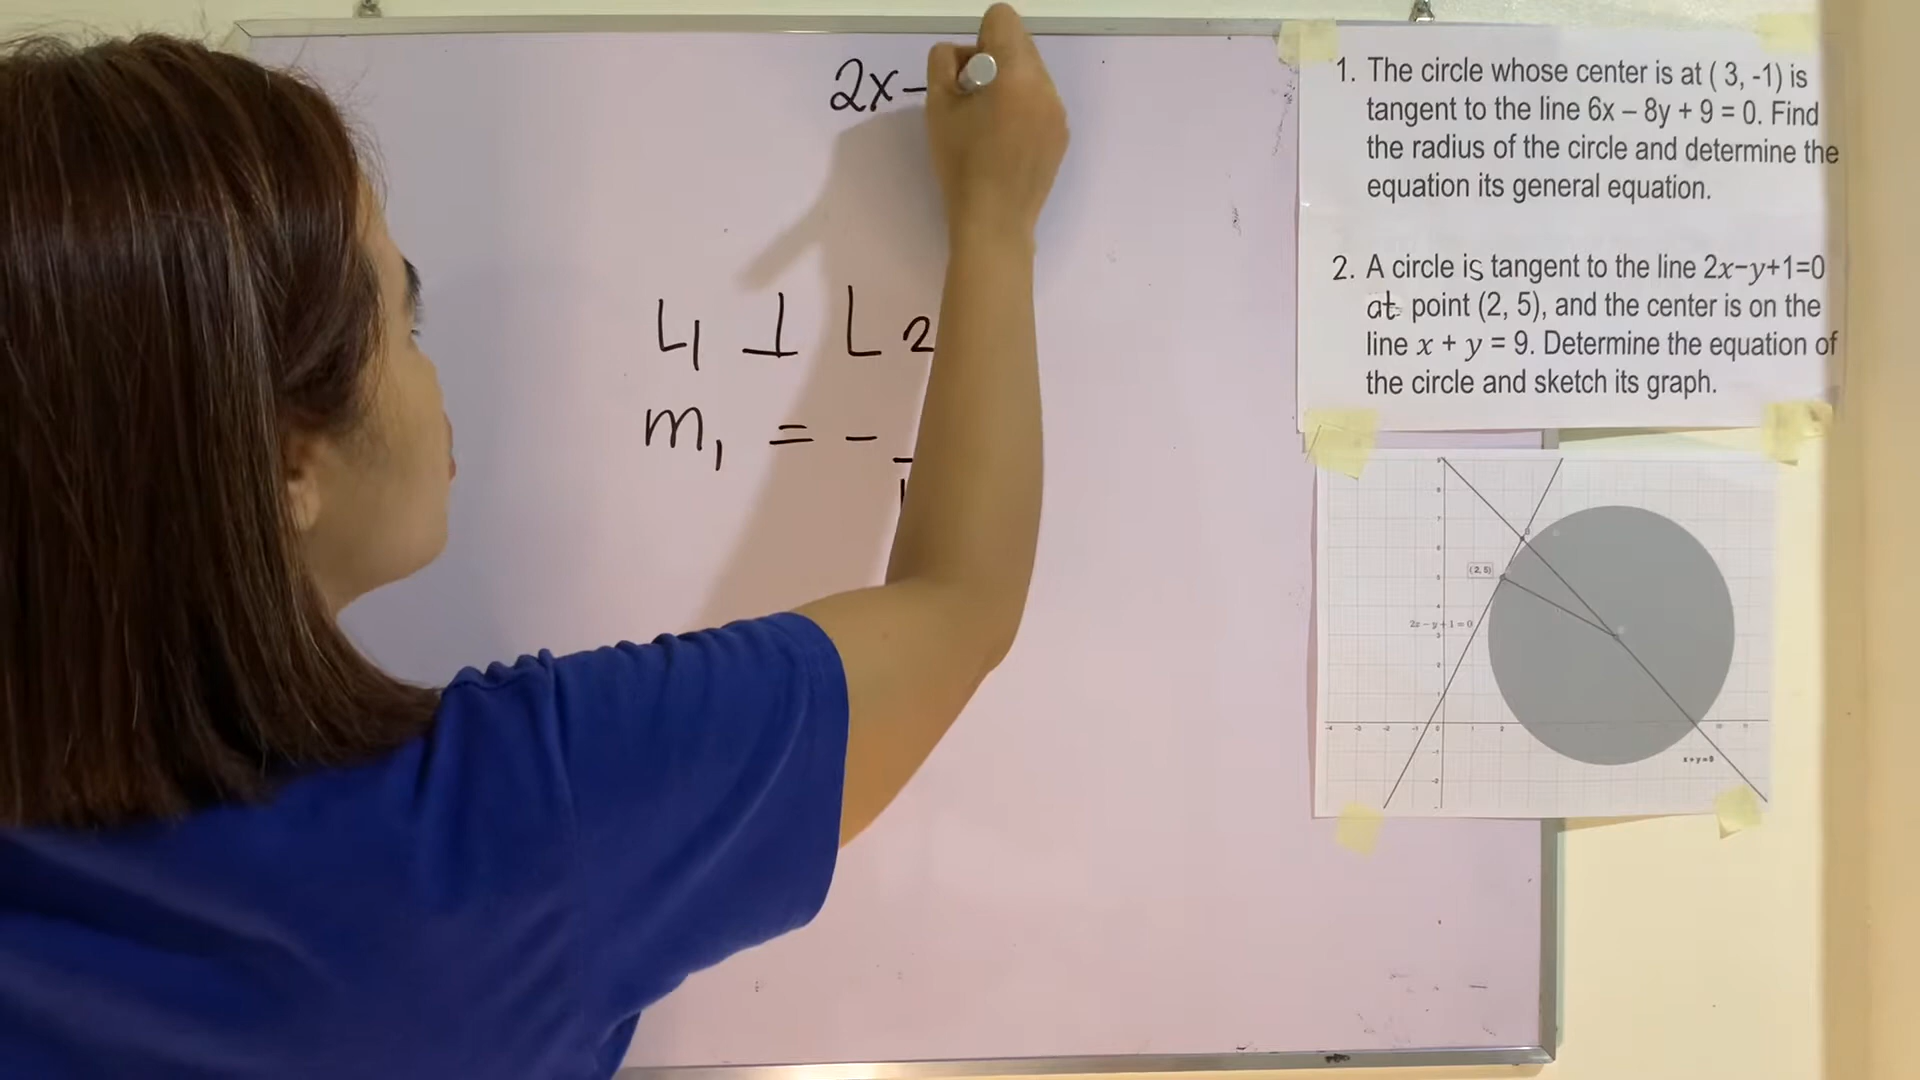 2x-
L1 ⊥ L2
m1 = -
1. The circle whose center is at ( 3, -1) is
tangent to the line 6x – 8y + 9 = 0. Find
the radius of the circle and determine the
equation its general equation.
2. A circle is tangent to the line 2x−y+1=0
at point (2, 5), and the center is on the
line x + y = 9. Determine the equation of
the circle and sketch its graph.
(2, 5)
2x − y + 1 = 0
x + y = 9